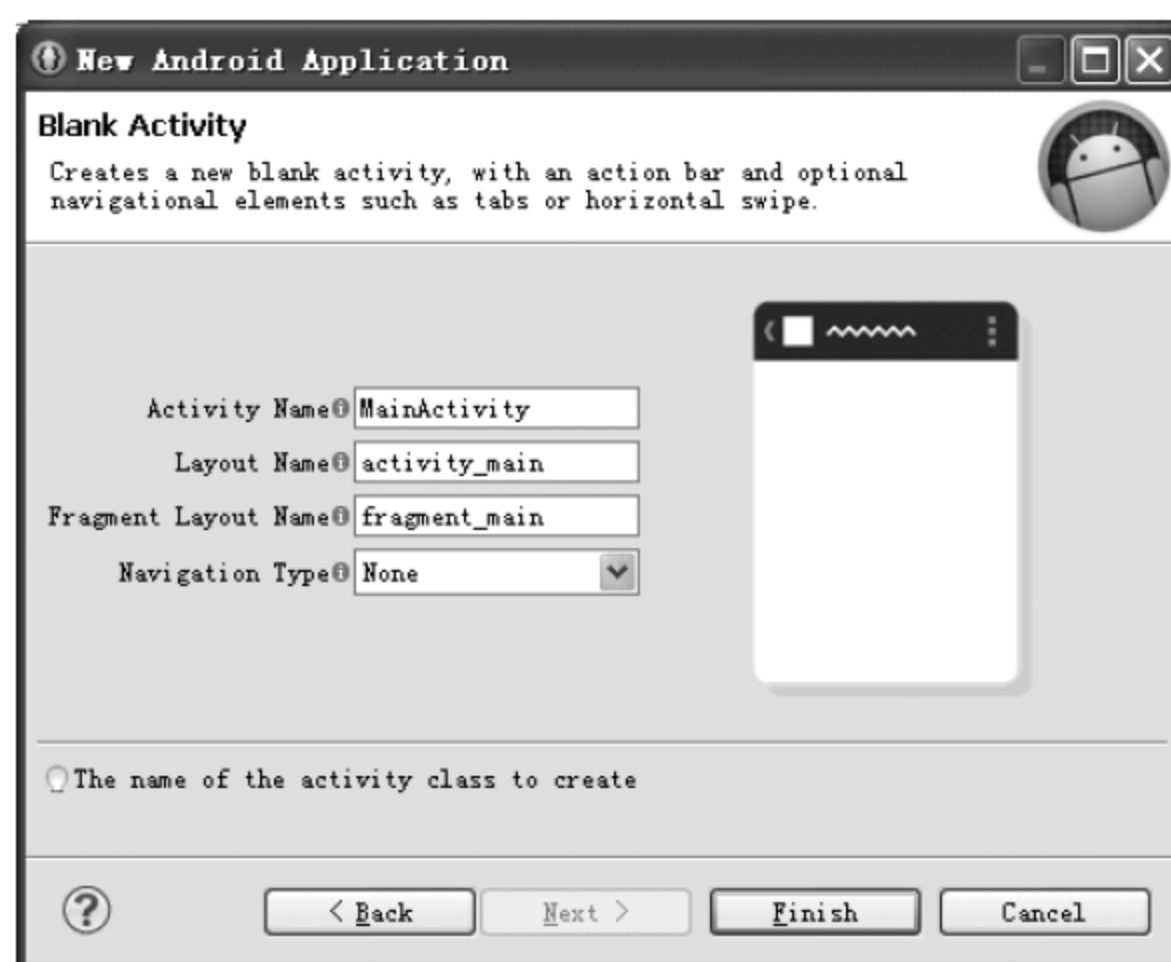 New Android Application
Blank Activity
Creates a new blank activity, with an action bar and optional
navigational elements such as tabs or horizontal swipe.
Activity Name MainActivity
Layout Name activity_main
Fragment Layout Name fragment_main
Navigation Type None
The name of the activity class to create
? < Back Next > Finish Cancel